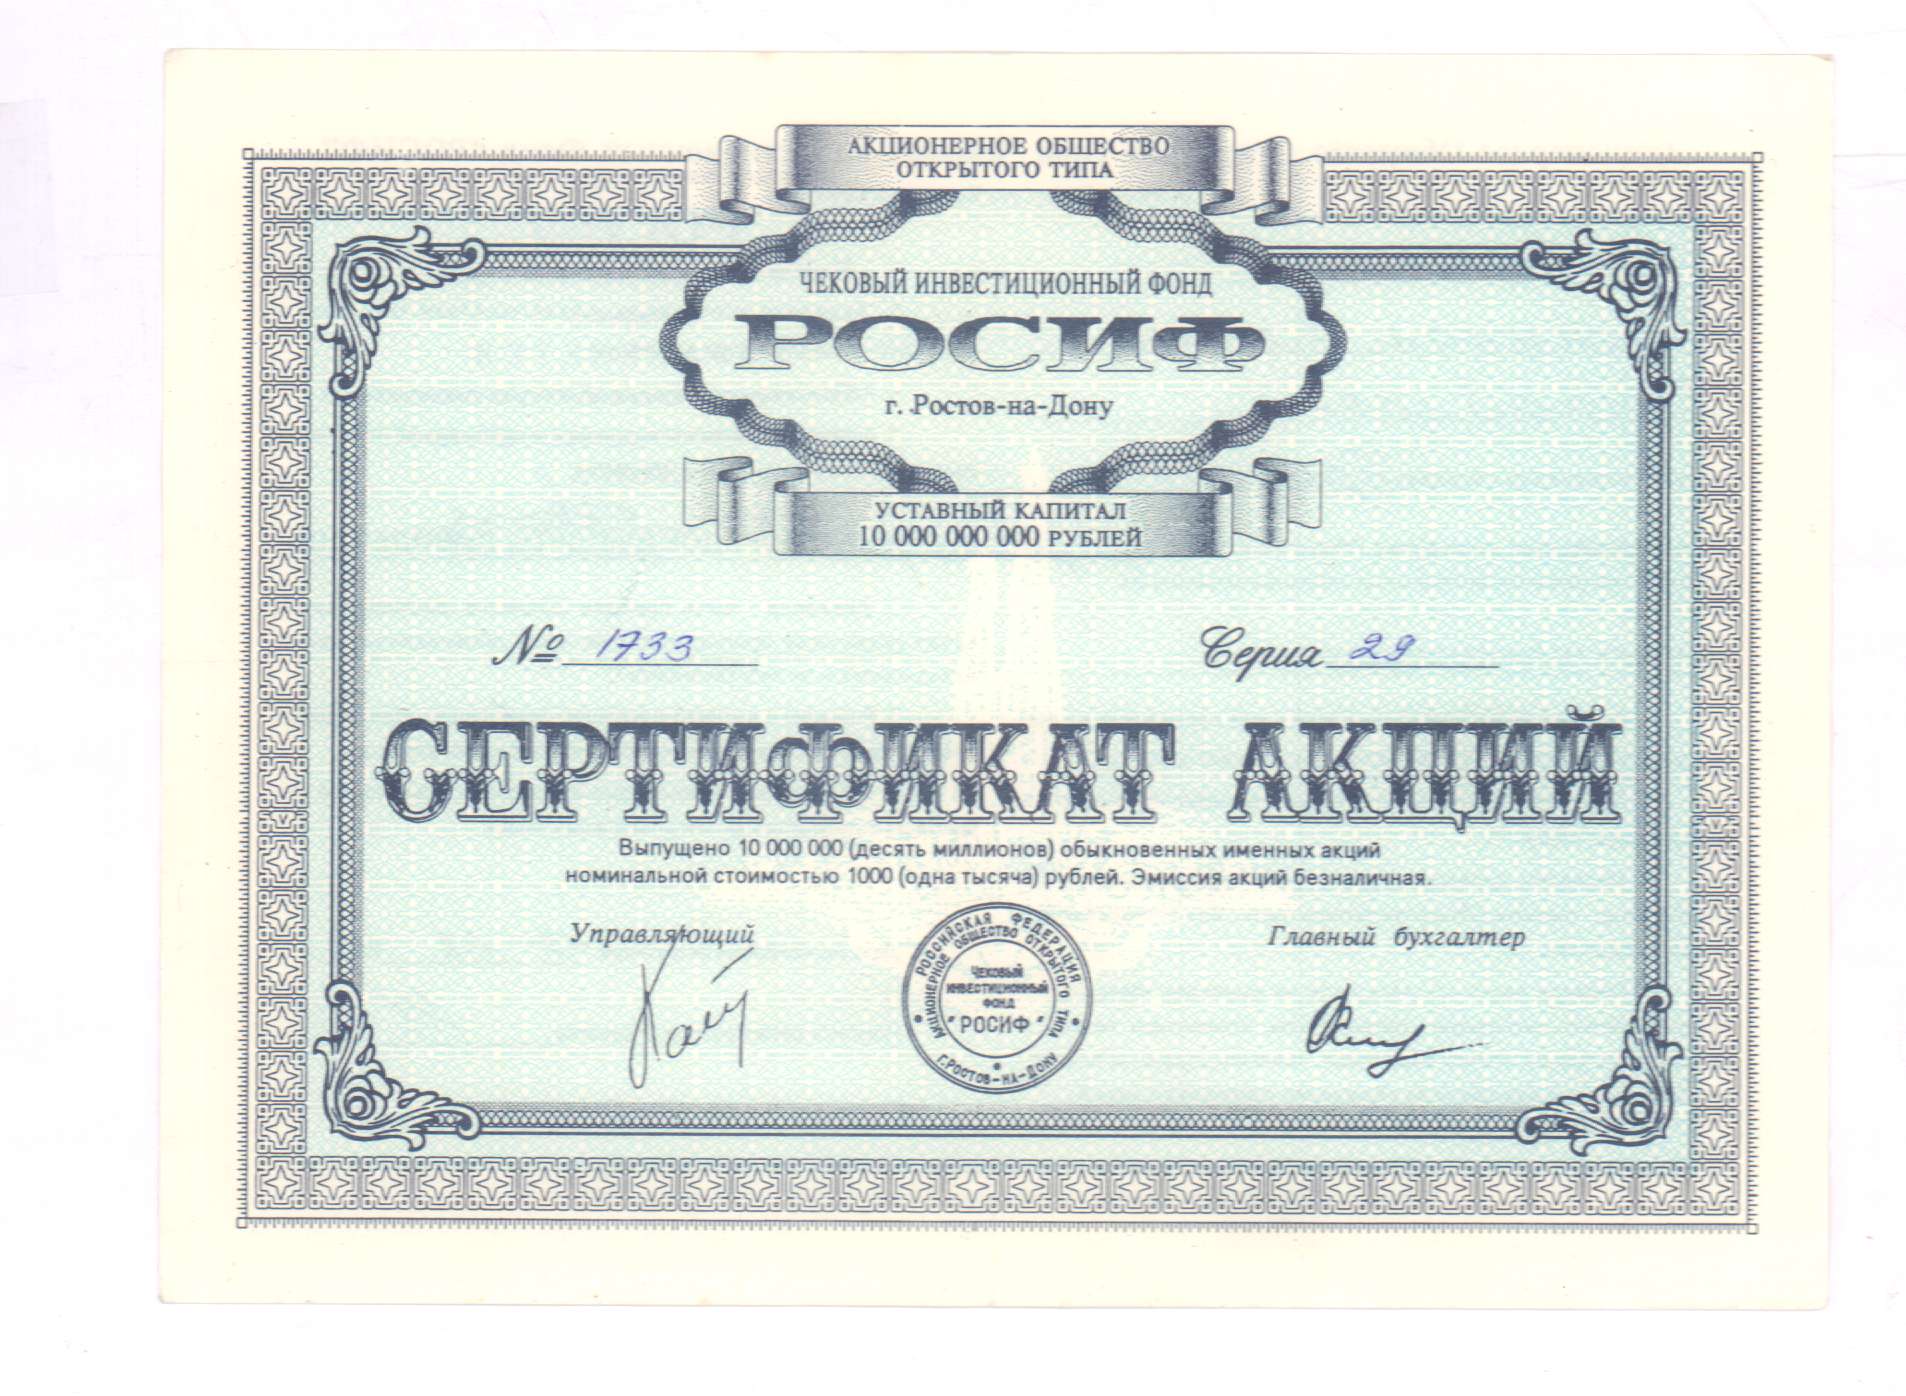 АКЦИОНЕРНОЕ ОБЩЕСТВО
ОТКРЫТОГО ТИПА
ЧЕКОВЫЙ ИНВЕСТИЦИОННЫЙ ФОНД
РОСИФ
г. Ростов-на-Дону
УСТАВНЫЙ КАПИТАЛ
10 000 000 000 РУБЛЕЙ
№ 1733
Серия 29
СЕРТИФИКАТ АКЦИЙ
Выпущено 10 000 000 (десять миллионов) обыкновенных именных акций
номинальной стоимостью 1000 (одна тысяча) рублей. Эмиссия акций безналичная.
Управляющий
Главный бухгалтер
РОССИЙСКАЯ ФЕДЕРАЦИЯ
АКЦИОНЕРНОЕ ОБЩЕСТВО ОТКРЫТОГО ТИПА
Чековый
инвестиционный
фонд
"РОСИФ"
Г.РОСТОВ-НА-ДОНУ